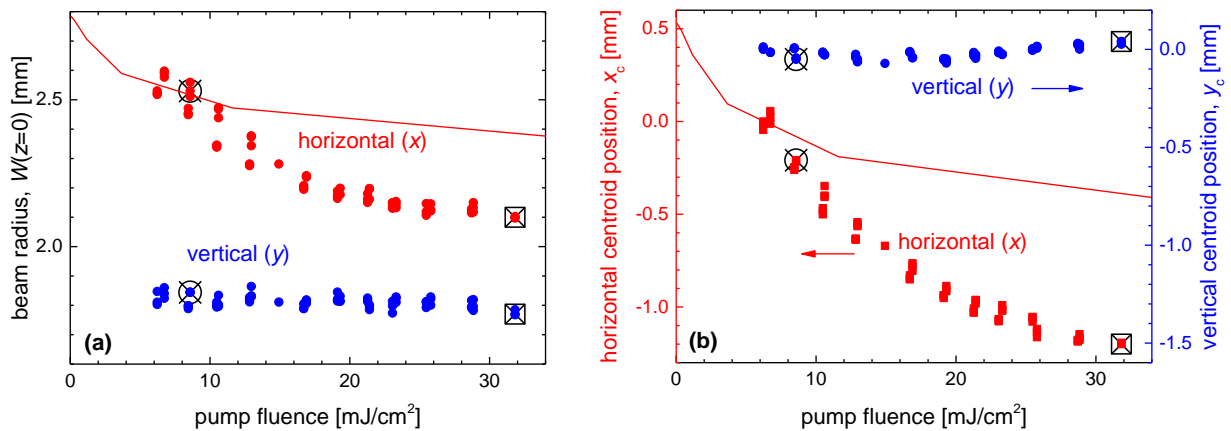 (a)
beam radius, W(z=0) [mm]
2.5
2.0
horizontal (x)
vertical (y)
0
10
20
30
pump fluence [mJ/cm²]
(b)
horizontal centroid position, x_c [mm]
0.5
0.0
-0.5
-1.0
vertical (y)
horizontal (x)
0
10
20
30
pump fluence [mJ/cm²]
0.0
-0.5
-1.0
-1.5
vertical centroid position, y_c [mm]